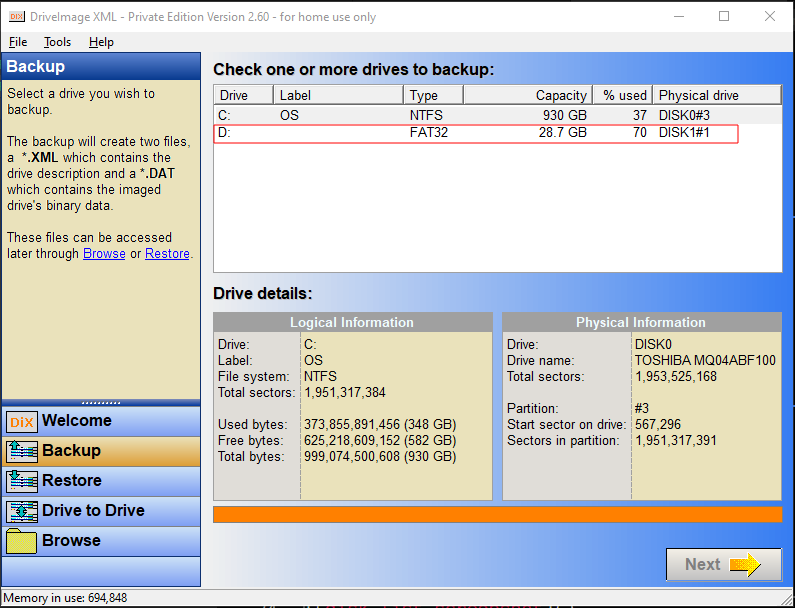 DiX DriveImage XML - Private Edition Version 2.60 - for home use only
File Tools Help
Backup
Select a drive you wish to
backup.
The backup will create two files,
a *.XML which contains the
drive description and a *.DAT
which contains the imaged
drive's binary data.
These files can be accessed
later through Browse or Restore.
DiX Welcome
Backup
Restore
Drive to Drive
Browse
Check one or more drives to backup:
Drive Label Type Capacity % used Physical drive
C: OS NTFS 930 GB 37 DISK0#3
D: FAT32 28.7 GB 70 DISK1#1
Drive details:
Logical Information
Drive: C:
Label: OS
File system: NTFS
Total sectors: 1,951,317,384
Used bytes: 373,855,891,456 (348 GB)
Free bytes: 625,218,609,152 (582 GB)
Total bytes: 999,074,500,608 (930 GB)
Physical Information
Drive: DISK0
Drive name: TOSHIBA MQ04ABF100
Total sectors: 1,953,525,168
Partition: #3
Start sector on drive: 567,296
Sectors in partition: 1,951,317,391
Next
Memory in use: 694,848